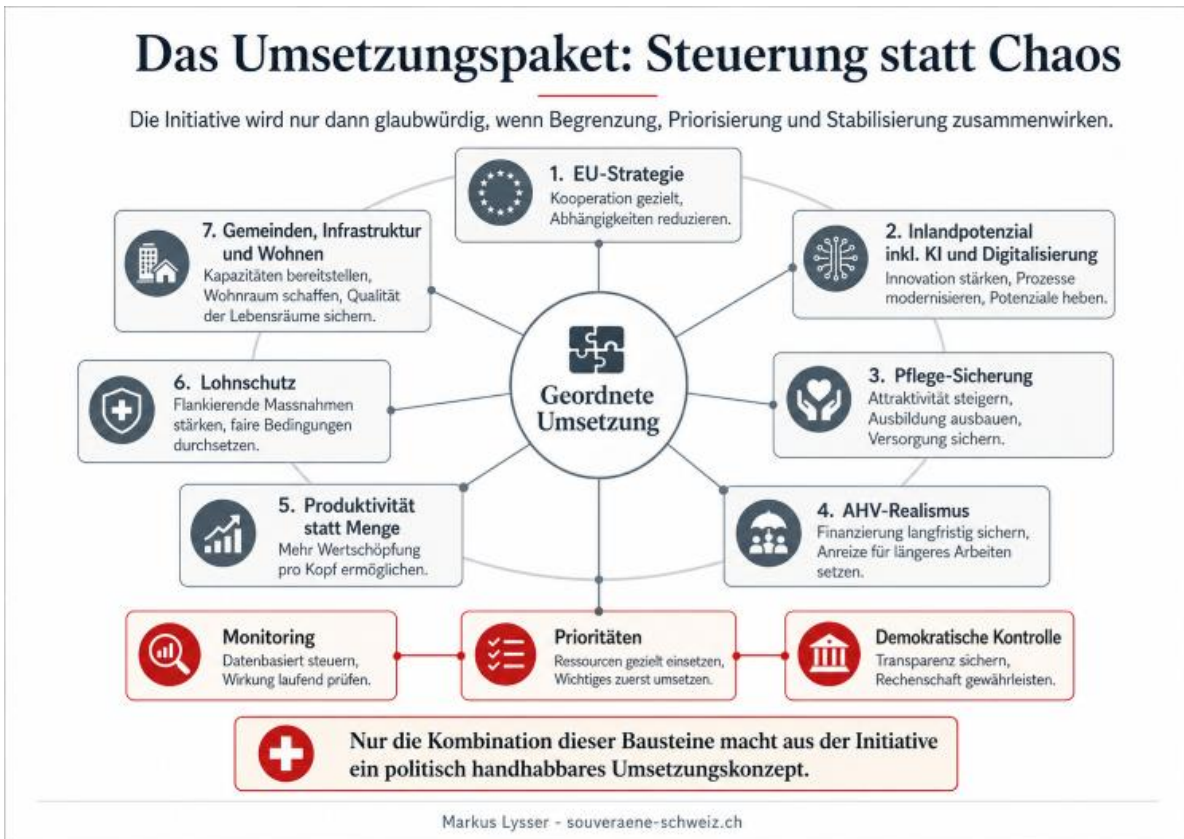 Das Umsetzungspaket: Steuerung statt Chaos
Die Initiative wird nur dann glaubwürdig, wenn Begrenzung, Priorisierung und Stabilisierung zusammenwirken.
1. EU-Strategie
Kooperation gezielt,
Abhängigkeiten reduzieren.
2. Inlandpotenzial
inkl. KI und Digitalisierung
Innovation stärken, Prozesse
modernisieren, Potenziale heben.
3. Pflege-Sicherung
Attraktivität steigern,
Ausbildung ausbauen,
Versorgung sichern.
4. AHV-Realismus
Finanzierung langfristig sichern,
Anreize für längeres Arbeiten
setzen.
5. Produktivität
statt Menge
Mehr Wertschöpfung
pro Kopf ermöglichen.
6. Lohnschutz
Flankierende Massnahmen
stärken, faire Bedingungen
durchsetzen.
7. Gemeinden, Infrastruktur
und Wohnen
Kapazitäten bereitstellen,
Wohnraum schaffen, Qualität
der Lebensräume sichern.
Geordnete
Umsetzung
Monitoring
Datenbasiert steuern,
Wirkung laufend prüfen.
Prioritäten
Ressourcen gezielt einsetzen,
Wichtiges zuerst umsetzen.
Demokratische Kontrolle
Transparenz sichern,
Rechenschaft gewährleisten.
Nur die Kombination dieser Bausteine macht aus der Initiative
ein politisch handhabbares Umsetzungskonzept.
Markus Lysser - souveraene-schweiz.ch